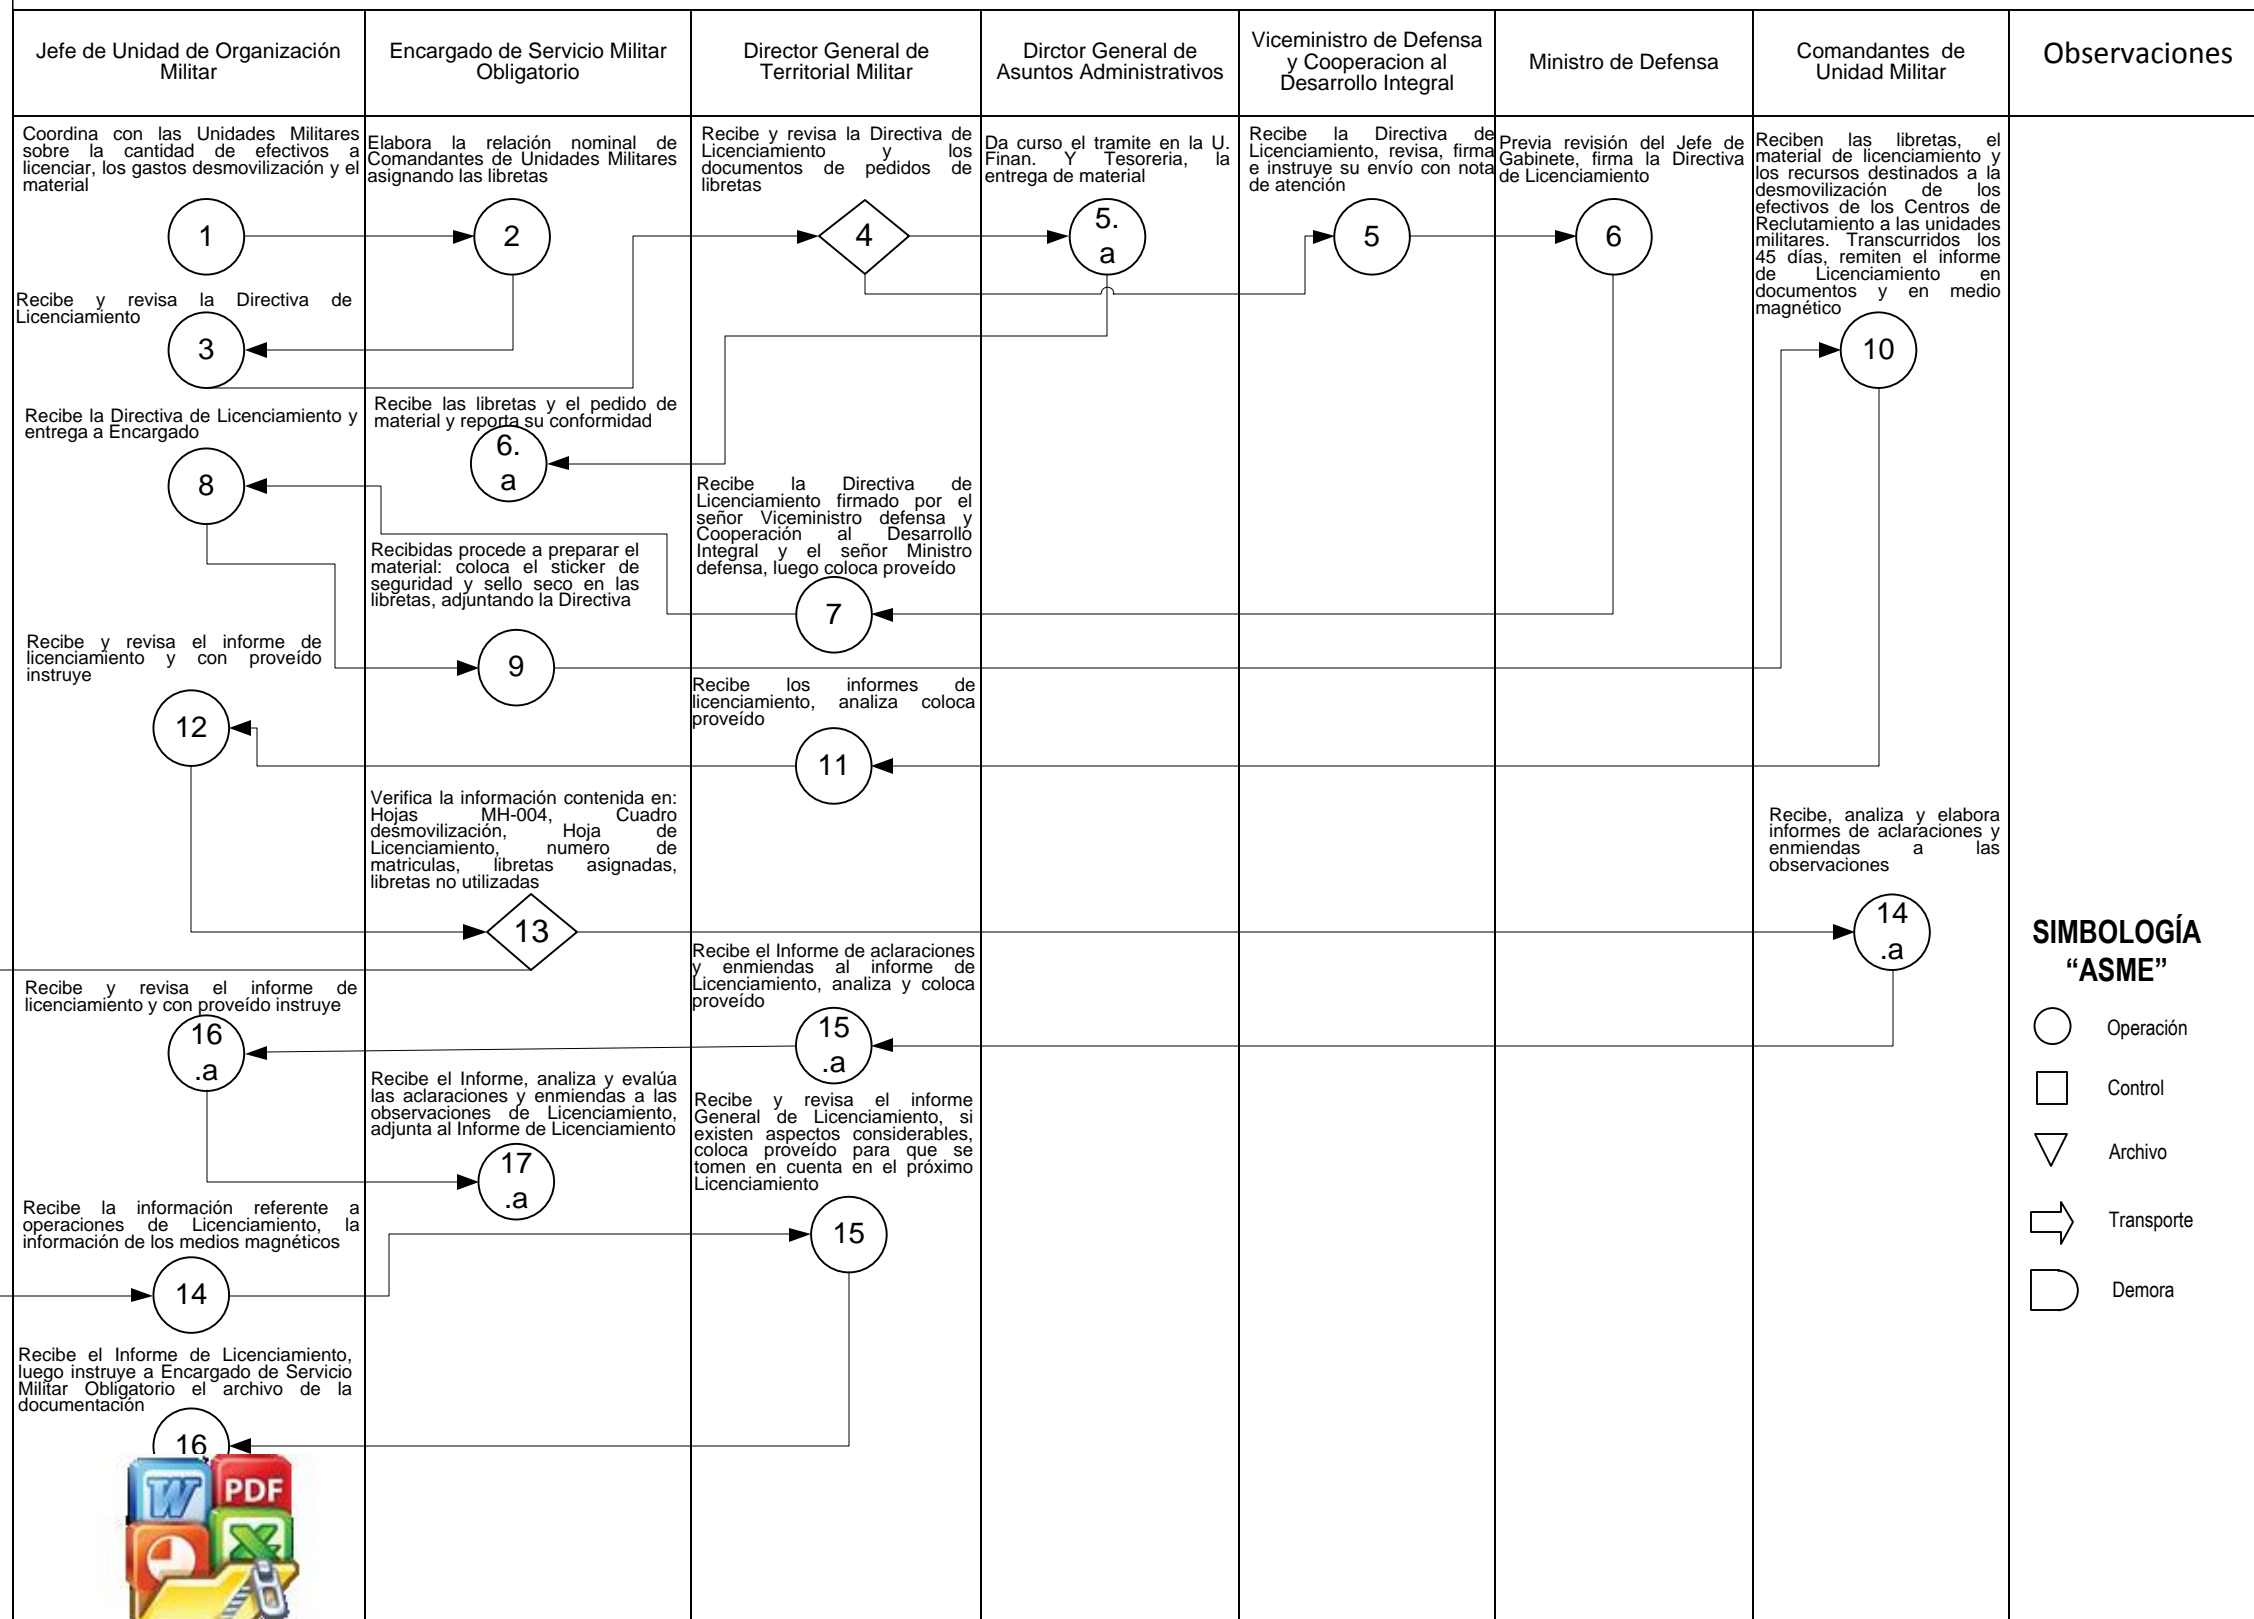 Jefe de Unidad de Organización
Militar
Encargado de Servicio Militar
Obligatorio
Director General de
Territorial Militar
Dirctor General de
Asuntos Administrativos
Viceministro de Defensa
y Cooperacion al
Desarrollo Integral
Ministro de Defensa
Comandantes de
Unidad Militar
Observaciones
Coordina con las Unidades Militares
sobre la cantidad de efectivos a
licenciar, los gastos desmovilización y el
material
1
Elabora la relación nominal de
Comandantes de Unidades Militares
asignando las libretas
2
Recibe y revisa la Directiva de
Licenciamiento y los
documentos de pedidos de
libretas
4
Da curso el tramite en la U.
Finan. Y Tesoreria, la
entrega de material
5.
a
Recibe la Directiva de
Licenciamiento, revisa, firma
e instruye su envío con nota
de atención
5
Previa revisión del Jefe de
Gabinete, firma la Directiva
de Licenciamiento
6
Reciben las libretas, el
material de licenciamiento y
los recursos destinados a la
desmovilización de los
efectivos de los Centros de
Reclutamiento a las unidades
militares. Transcurridos los
45 días, remiten el informe
de Licenciamiento en
documentos y en medio
magnético
10
Recibe y revisa la Directiva de
Licenciamiento
3
Recibe la Directiva de Licenciamiento y
entrega a Encargado
8
Recibe las libretas y el pedido de
material y reporta su conformidad
6.
a
Recibe la Directiva de
Licenciamiento firmado por el
señor Viceministro defensa y
Cooperación al Desarrollo
Integral y el señor Ministro
defensa, luego coloca proveído
7
Recibidas procede a preparar el
material: coloca el sticker de
seguridad y sello seco en las
libretas, adjuntando la Directiva
9
Recibe y revisa el informe de
licenciamiento y con proveído
instruye
12
Recibe los informes de
licenciamiento, analiza coloca
proveído
11
Verifica la información contenida en:
Hojas MH-004, Cuadro
desmovilización, Hoja de
Licenciamiento, numero de
matriculas, libretas asignadas,
libretas no utilizadas
13
Recibe, analiza y elabora
informes de aclaraciones y
enmiendas a las
observaciones
14
.a
Recibe el Informe de aclaraciones
y enmiendas al informe de
Licenciamiento, analiza y coloca
proveído
15
.a
Recibe y revisa el informe de
licenciamiento y con proveído instruye
16
.a
Recibe el Informe, analiza y evalúa
las aclaraciones y enmiendas a las
observaciones de Licenciamiento,
adjunta al Informe de Licenciamiento
17
.a
Recibe y revisa el informe
General de Licenciamiento, si
existen aspectos considerables,
coloca proveído para que se
tomen en cuenta en el próximo
Licenciamiento
15
Recibe la información referente a
operaciones de Licenciamiento, la
información de los medios magnéticos
14
Recibe el Informe de Licenciamiento,
luego instruye a Encargado de Servicio
Militar Obligatorio el archivo de la
documentación
16
W
PDF
X
SIMBOLOGÍA
“ASME”
Operación
Control
Archivo
Transporte
Demora